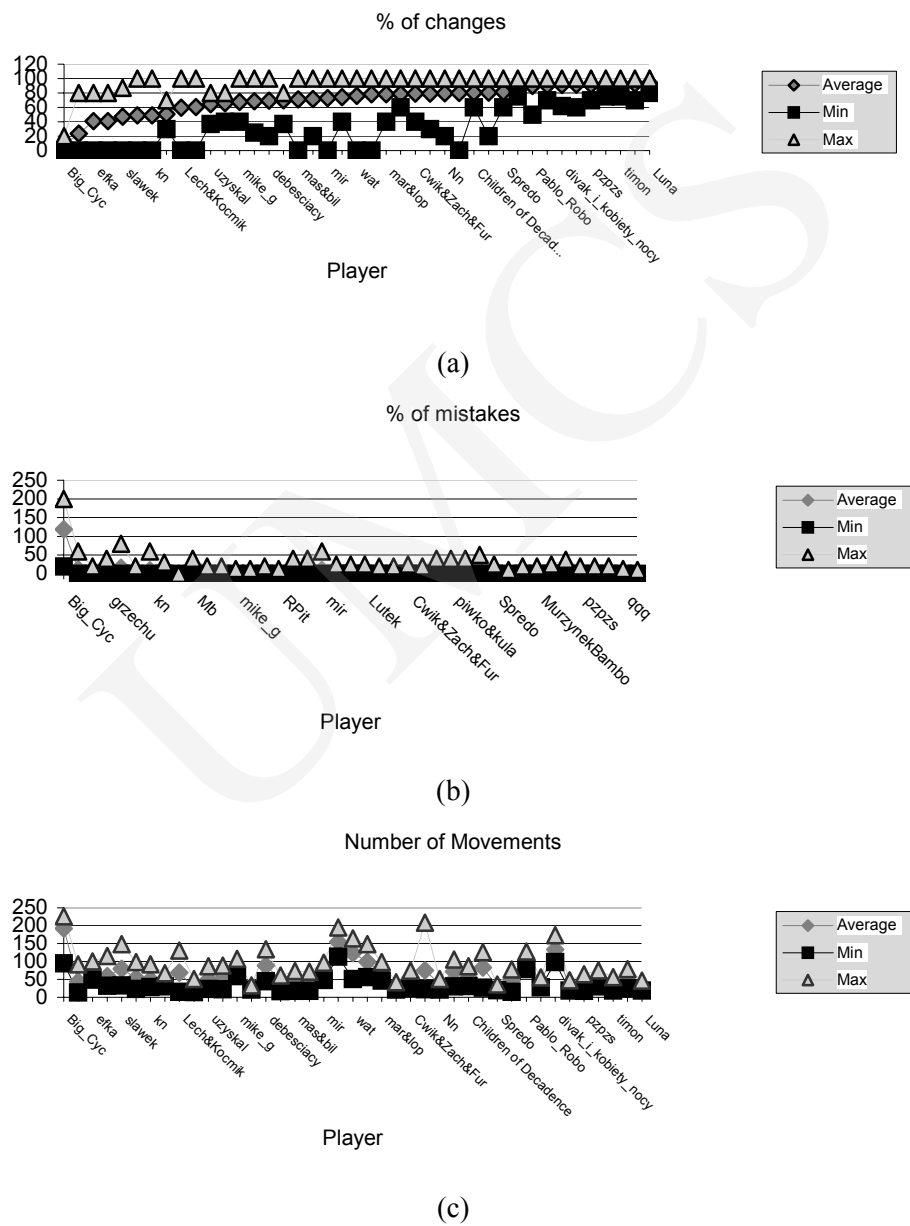 % of changes
120
100
80
60
40
20
0
Average
Min
Max
Big_Cyc
efka
slawek
kn
Lech&Kocmik
uzyskal
mike_g
debesciacy
mas&bil
mir
wat
mar&lop
Cwik&Zach&Fur
Nn
Children of Decad...
Spredo
Pablo_Robo
divak_i_kobiety_nocy
pzpzs
timon
Luna
Player
(a)
% of mistakes
250
200
150
100
50
0
Average
Min
Max
Big_Cyc
grzechu
kn
Mb
mike_g
RPit
mir
Lutek
Cwik&Zach&Fur
piwko&kula
Spredo
MurzynekBambo
pzpzs
qqq
Player
(b)
Number of Movements
250
200
150
100
50
0
Average
Min
Max
Big_Cyc
efka
slawek
kn
Lech&Kocmik
uzyskal
mike_g
debesciacy
mas&bil
mir
wat
mar&lop
Cwik&Zach&Fur
Nn
Children of Decadence
Spredo
Pablo_Robo
divak_i_kobiety_nocy
pzpzs
timon
Luna
Player
(c)
UMCS